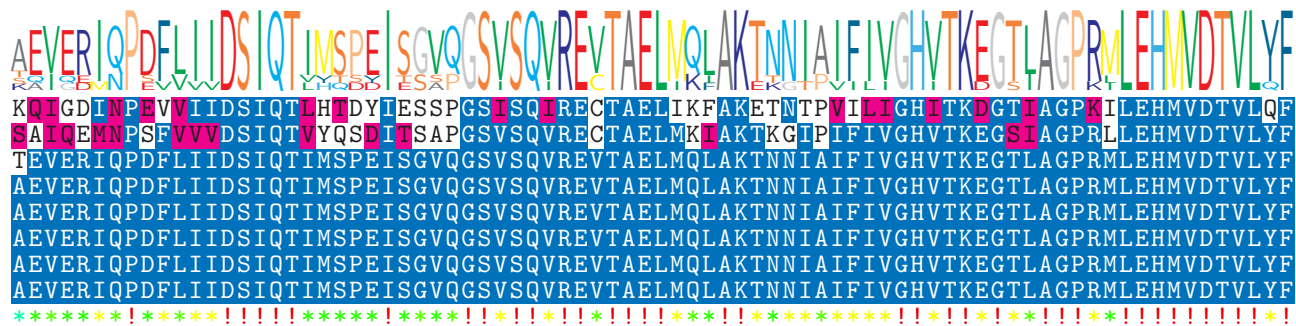 AEVERIQPDFLIIDSIQTIMSPEISGVQGSVSQVREVTAELMQLAKTNNIAIFIVGHVTKEGTLAGPRMLEHMVDTVLYF
KQIGDINPEVVIIDSIQTLHTDYIESSPGSISQIRECTAELIKFAKETNTPVILIGHITKDGTIAGPKILEHMVDTVLQF
SAIQEMNPSFVVVDSIQTVYQSDITSAPGSVSQVRECTAELMKIAKTKGIPIFIVGHVTKEGSIAGPRLLEHMVDTVLYF
TEVERIQPDFLIIDSIQTIMSPEISGVQGSVSQVREVTAELMQLAKTNNIAIFIVGHVTKEGTLAGPRMLEHMVDTVLYF
AEVERIQPDFLIIDSIQTIMSPEISGVQGSVSQVREVTAELMQLAKTNNIAIFIVGHVTKEGTLAGPRMLEHMVDTVLYF
AEVERIQPDFLIIDSIQTIMSPEISGVQGSVSQVREVTAELMQLAKTNNIAIFIVGHVTKEGTLAGPRMLEHMVDTVLYF
AEVERIQPDFLIIDSIQTIMSPEISGVQGSVSQVREVTAELMQLAKTNNIAIFIVGHVTKEGTLAGPRMLEHMVDTVLYF
AEVERIQPDFLIIDSIQTIMSPEISGVQGSVSQVREVTAELMQLAKTNNIAIFIVGHVTKEGTLAGPRMLEHMVDTVLYF
AEVERIQPDFLIIDSIQTIMSPEISGVQGSVSQVREVTAELMQLAKTNNIAIFIVGHVTKEGTLAGPRMLEHMVDTVLYF
*******!*****!!!!!*****!****!!*!!*!!*!!!!***!!*********!!*!!*!**!!!**!!!!!!!!!*!